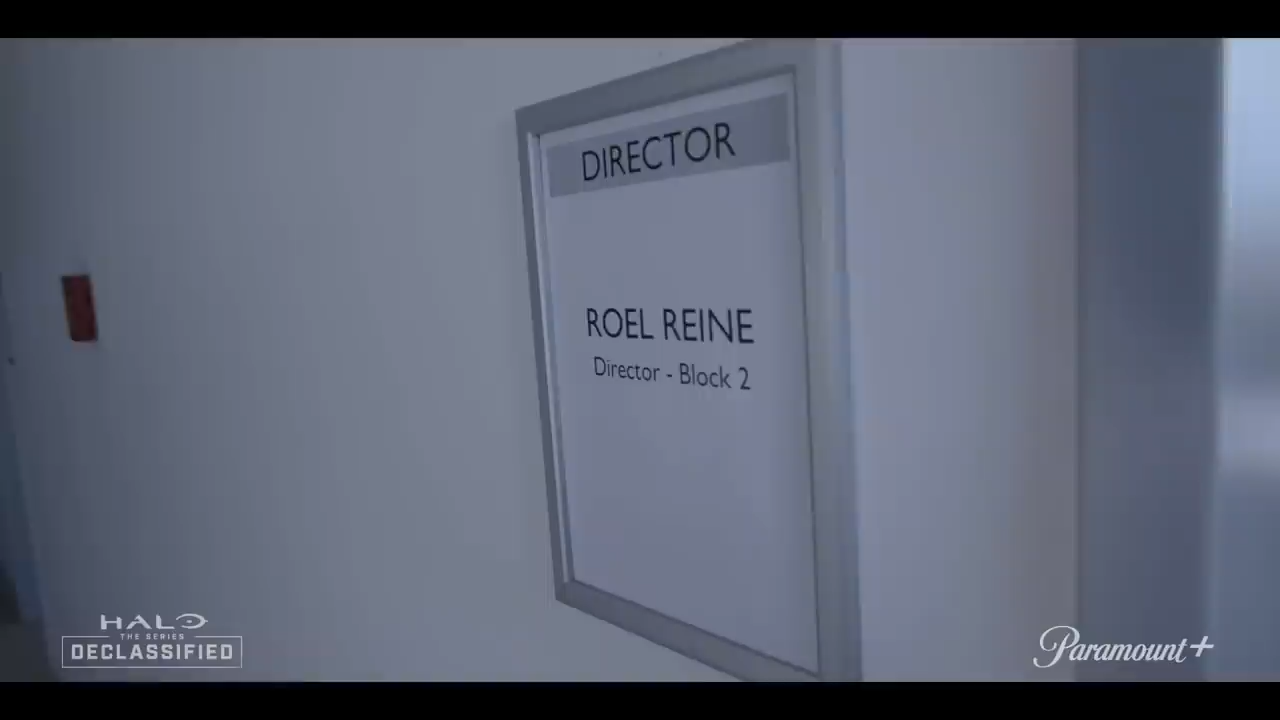 DIRECTOR
ROEL REINE
Director - Block 2
HALO
THE SERIES
DECLASSIFIED
Paramount+